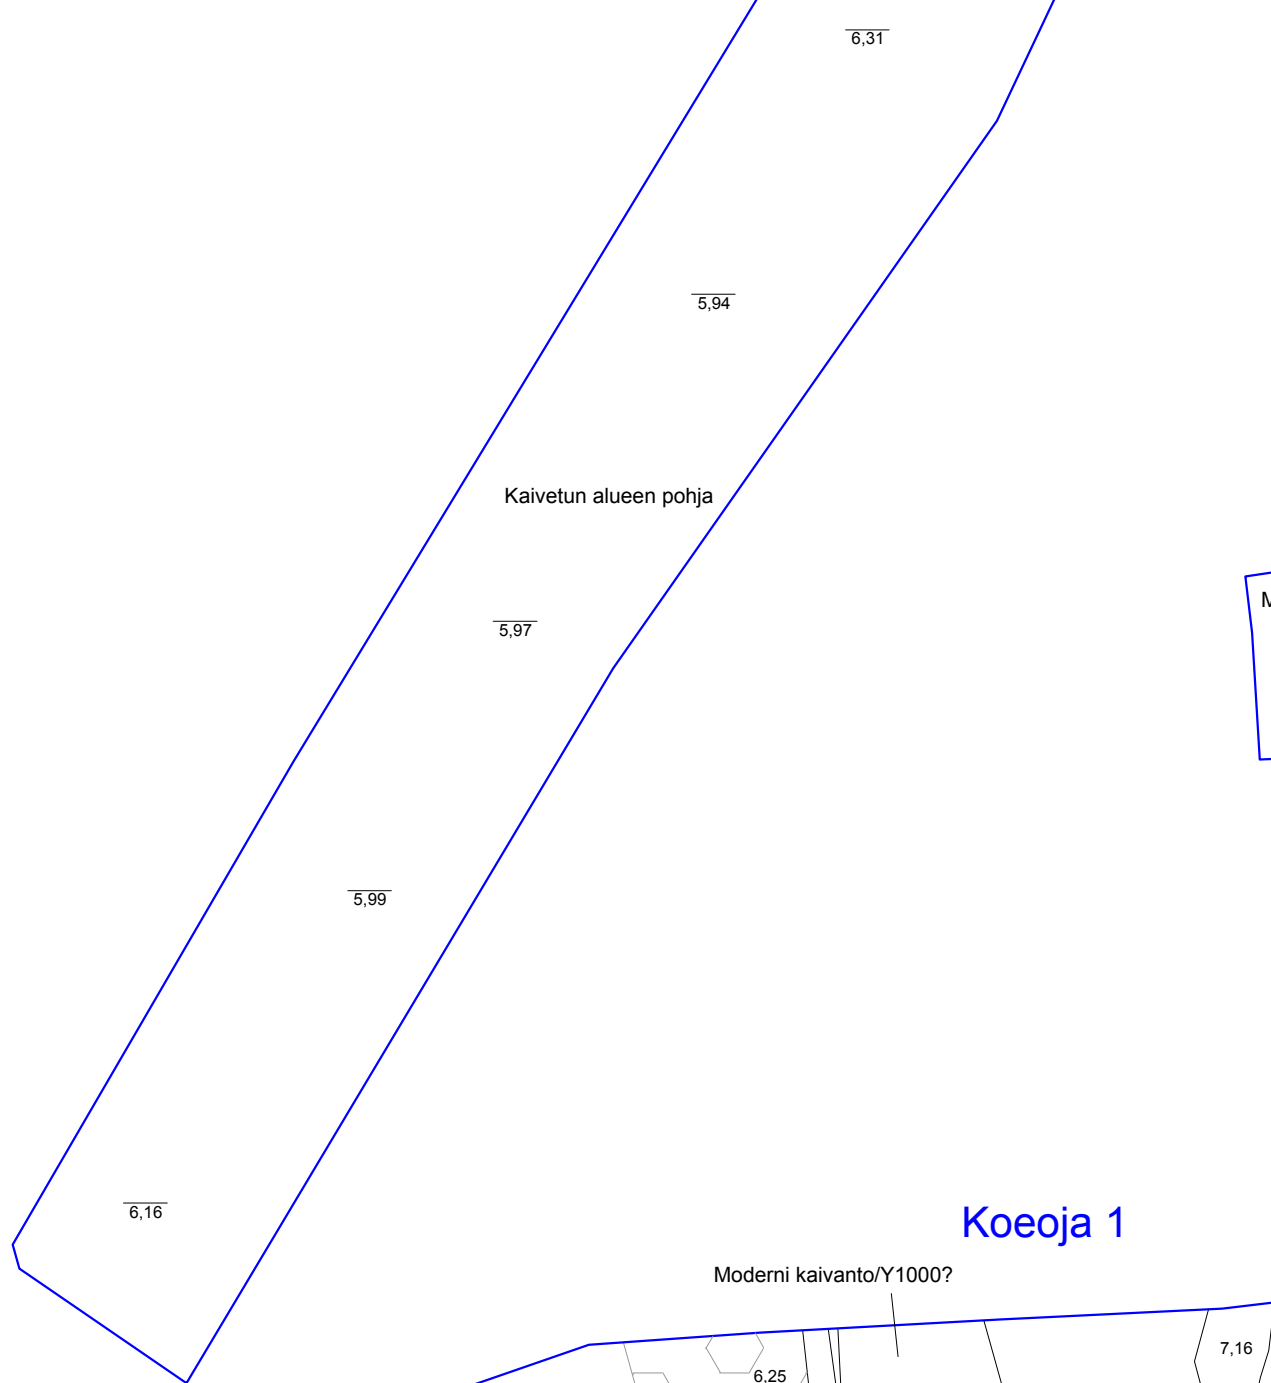 6,31
5,94
Kaivetun alueen pohja
M
5,97
5,99
6,16
Koeoja 1
Moderni kaivanto/Y1000?
7,16
6,25